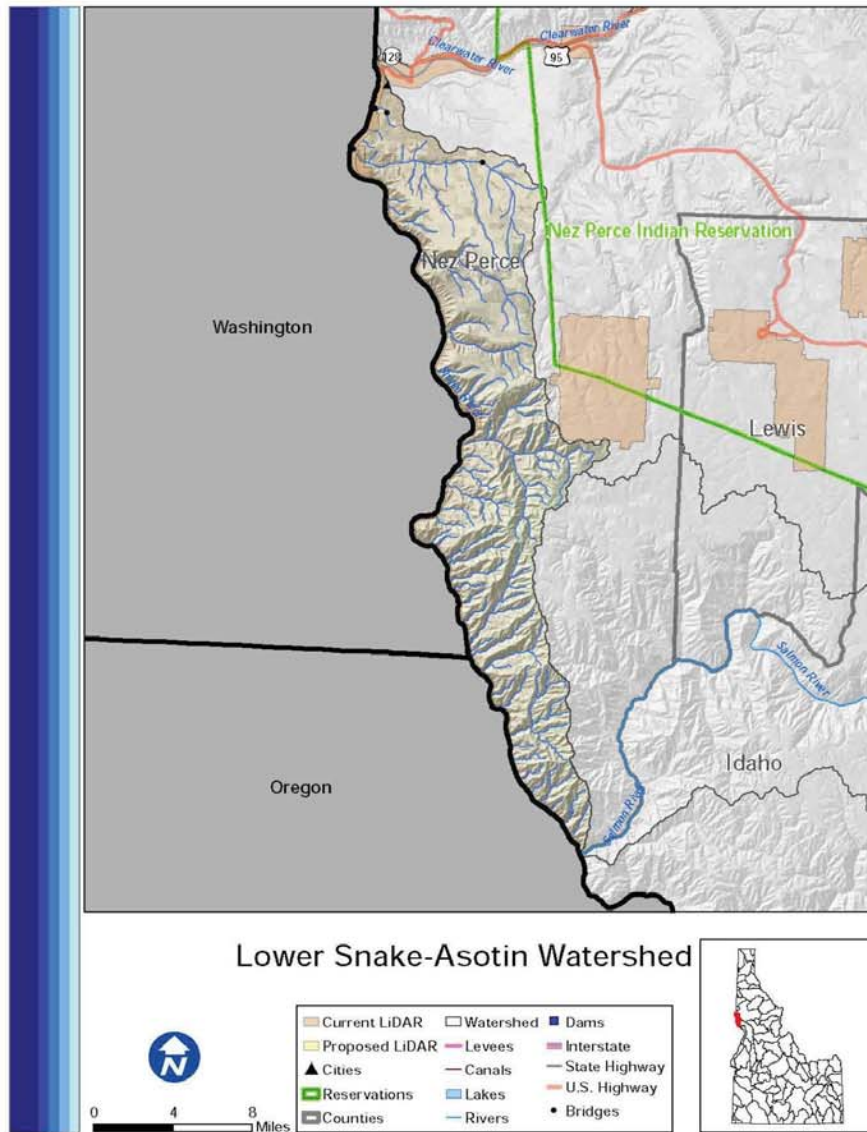 Clearwater River
Clearwater River
128
95
Nez Perce Indian Reservation
Nez Perce
Washington
Lewis
Salmon River
Idaho
Oregon
Salmon River
Lower Snake-Asotin Watershed
Current LiDAR
Proposed LiDAR
Cities
Reservations
Counties
Watershed
Levees
Canals
Lakes
Rivers
Dams
Interstate
State Highway
U.S. Highway
Bridges
N
0 4 8
Miles